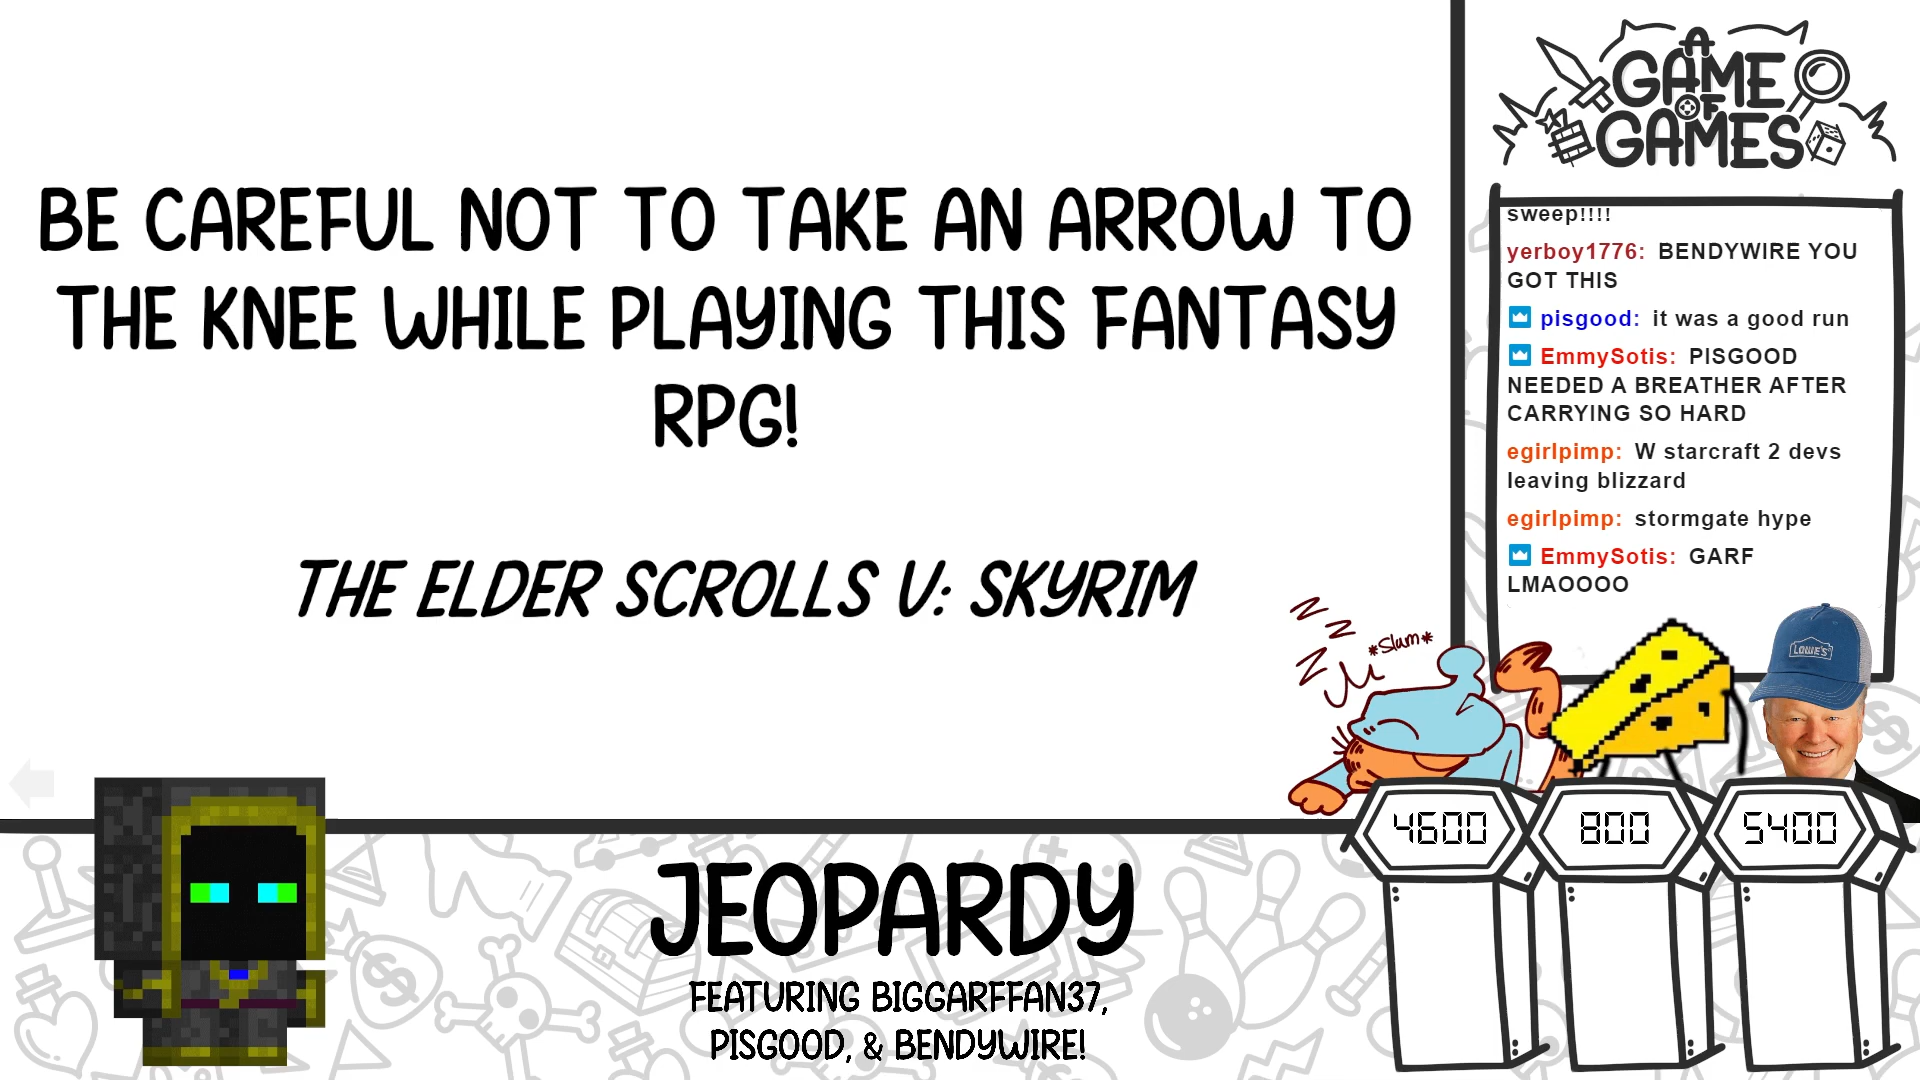 BE CAREFUL NOT TO TAKE AN ARROW TO
THE KNEE WHILE PLAYING THIS FANTASY
RPG!
THE ELDER SCROLLS V: SKYRIM
A
GAME
OF
GAMES
sweep!!!!
yerboy1776: BENDYWIRE YOU
GOT THIS
pisgood: it was a good run
EmmySotis: PISGOOD
NEEDED A BREATHER AFTER
CARRYING SO HARD
egirlpimp: W starcraft 2 devs
leaving blizzard
egirlpimp: stormgate hype
EmmySotis: GARF
LMAOOOO
Z
Z
Z
*Slum*
LOWE'S
4600
800
5400
JEOPARDY
FEATURING BIGGARFFAN37,
PISGOOD, & BENDYWIRE!